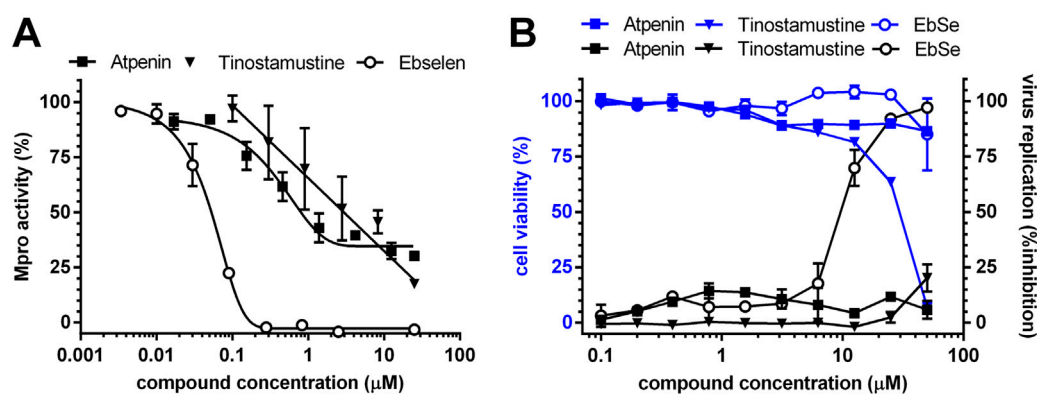 A
Atpenin Tinostamustine Ebselen
Mpro activity (%)
100
75
50
25
0
0.001 0.01 0.1 1 10 100
compound concentration (μM)
B
Atpenin Tinostamustine EbSe
Atpenin Tinostamustine EbSe
cell viability (%)
100
75
50
25
0
100
75
50
25
0
virus replication (%inhibition)
0.1 1 10 100
compound concentration (μM)